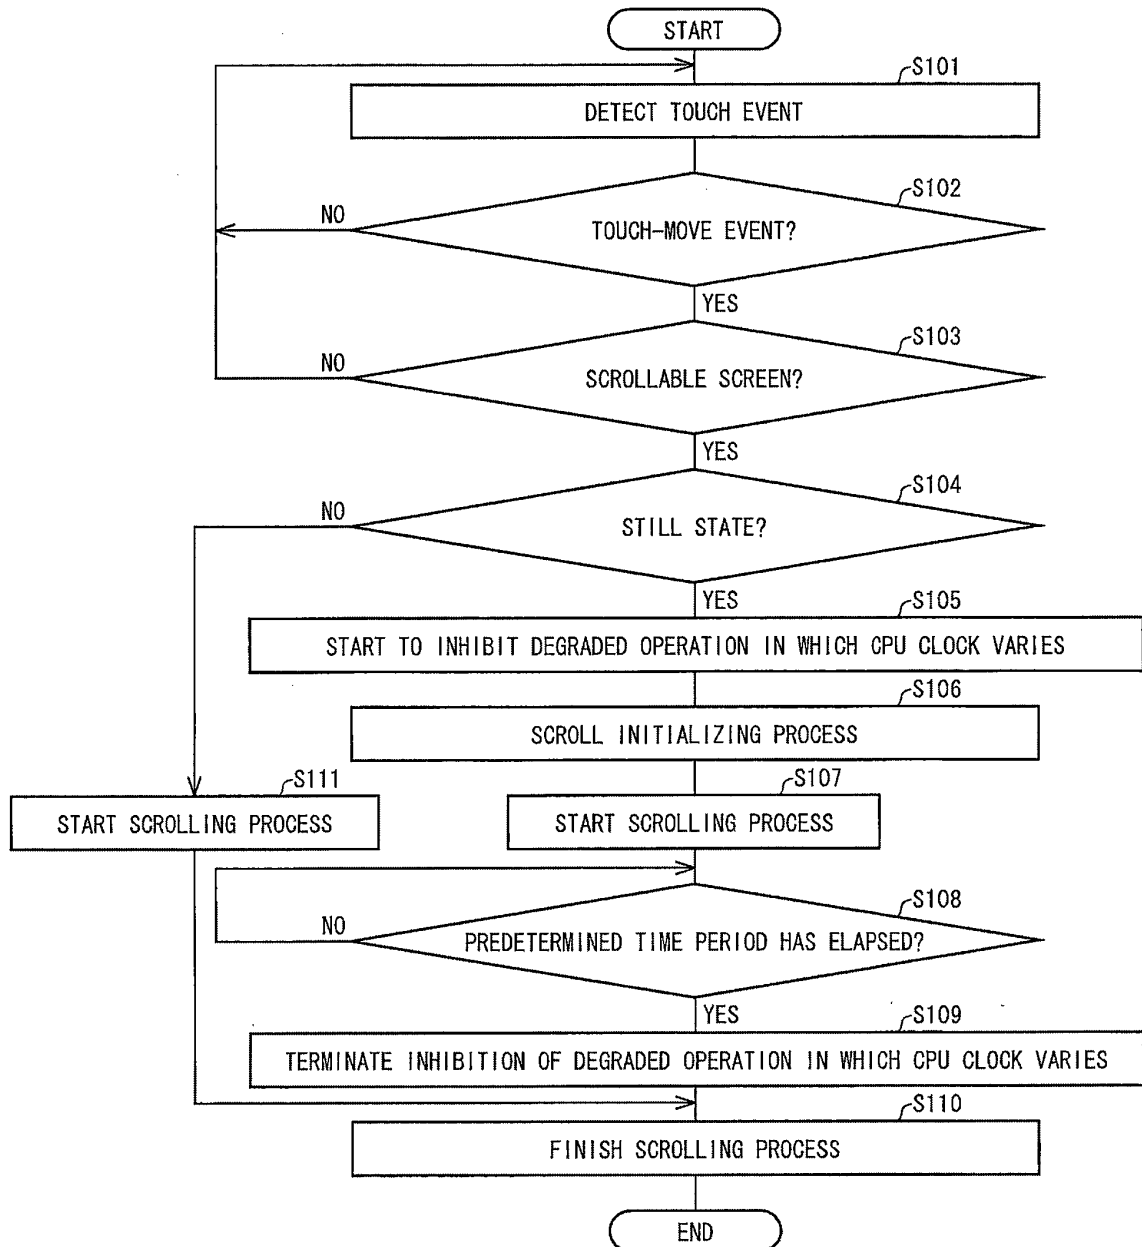 START
S101
DETECT TOUCH EVENT
S102
NO
TOUCH-MOVE EVENT?
YES
S103
NO
SCROLLABLE SCREEN?
YES
S104
NO
STILL STATE?
YES
S105
START TO INHIBIT DEGRADED OPERATION IN WHICH CPU CLOCK VARIES
S106
SCROLL INITIALIZING PROCESS
S111
S107
START SCROLLING PROCESS
START SCROLLING PROCESS
S108
NO
PREDETERMINED TIME PERIOD HAS ELAPSED?
YES
S109
TERMINATE INHIBITION OF DEGRADED OPERATION IN WHICH CPU CLOCK VARIES
S110
FINISH SCROLLING PROCESS
END